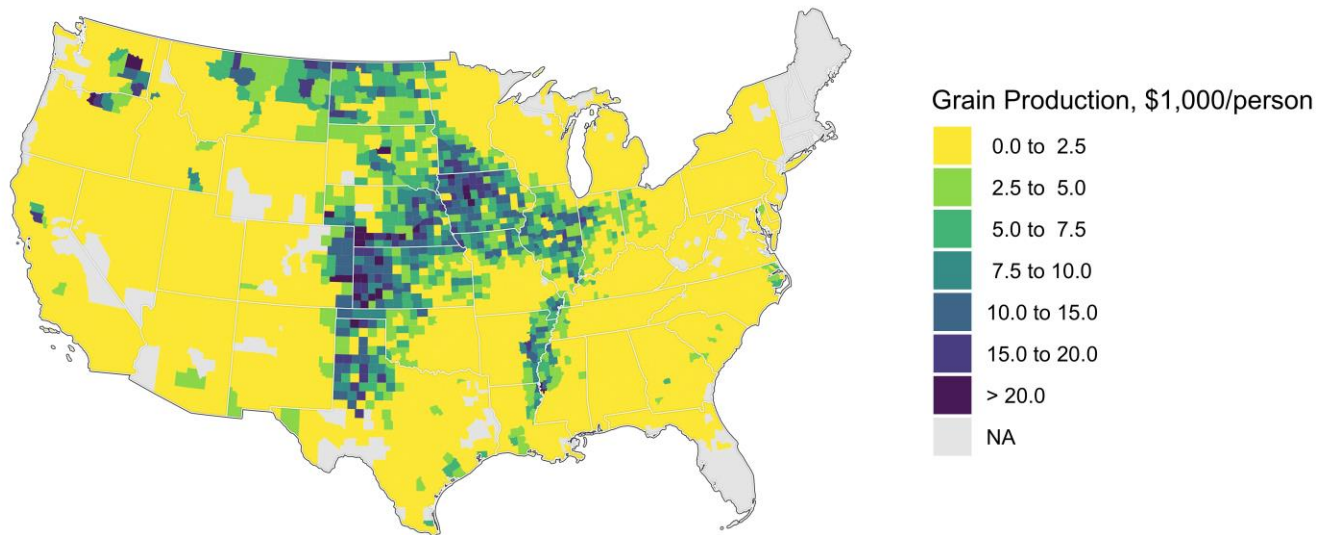 Grain Production, $1,000/person
0.0 to 2.5
2.5 to 5.0
5.0 to 7.5
7.5 to 10.0
10.0 to 15.0
15.0 to 20.0
> 20.0
NA